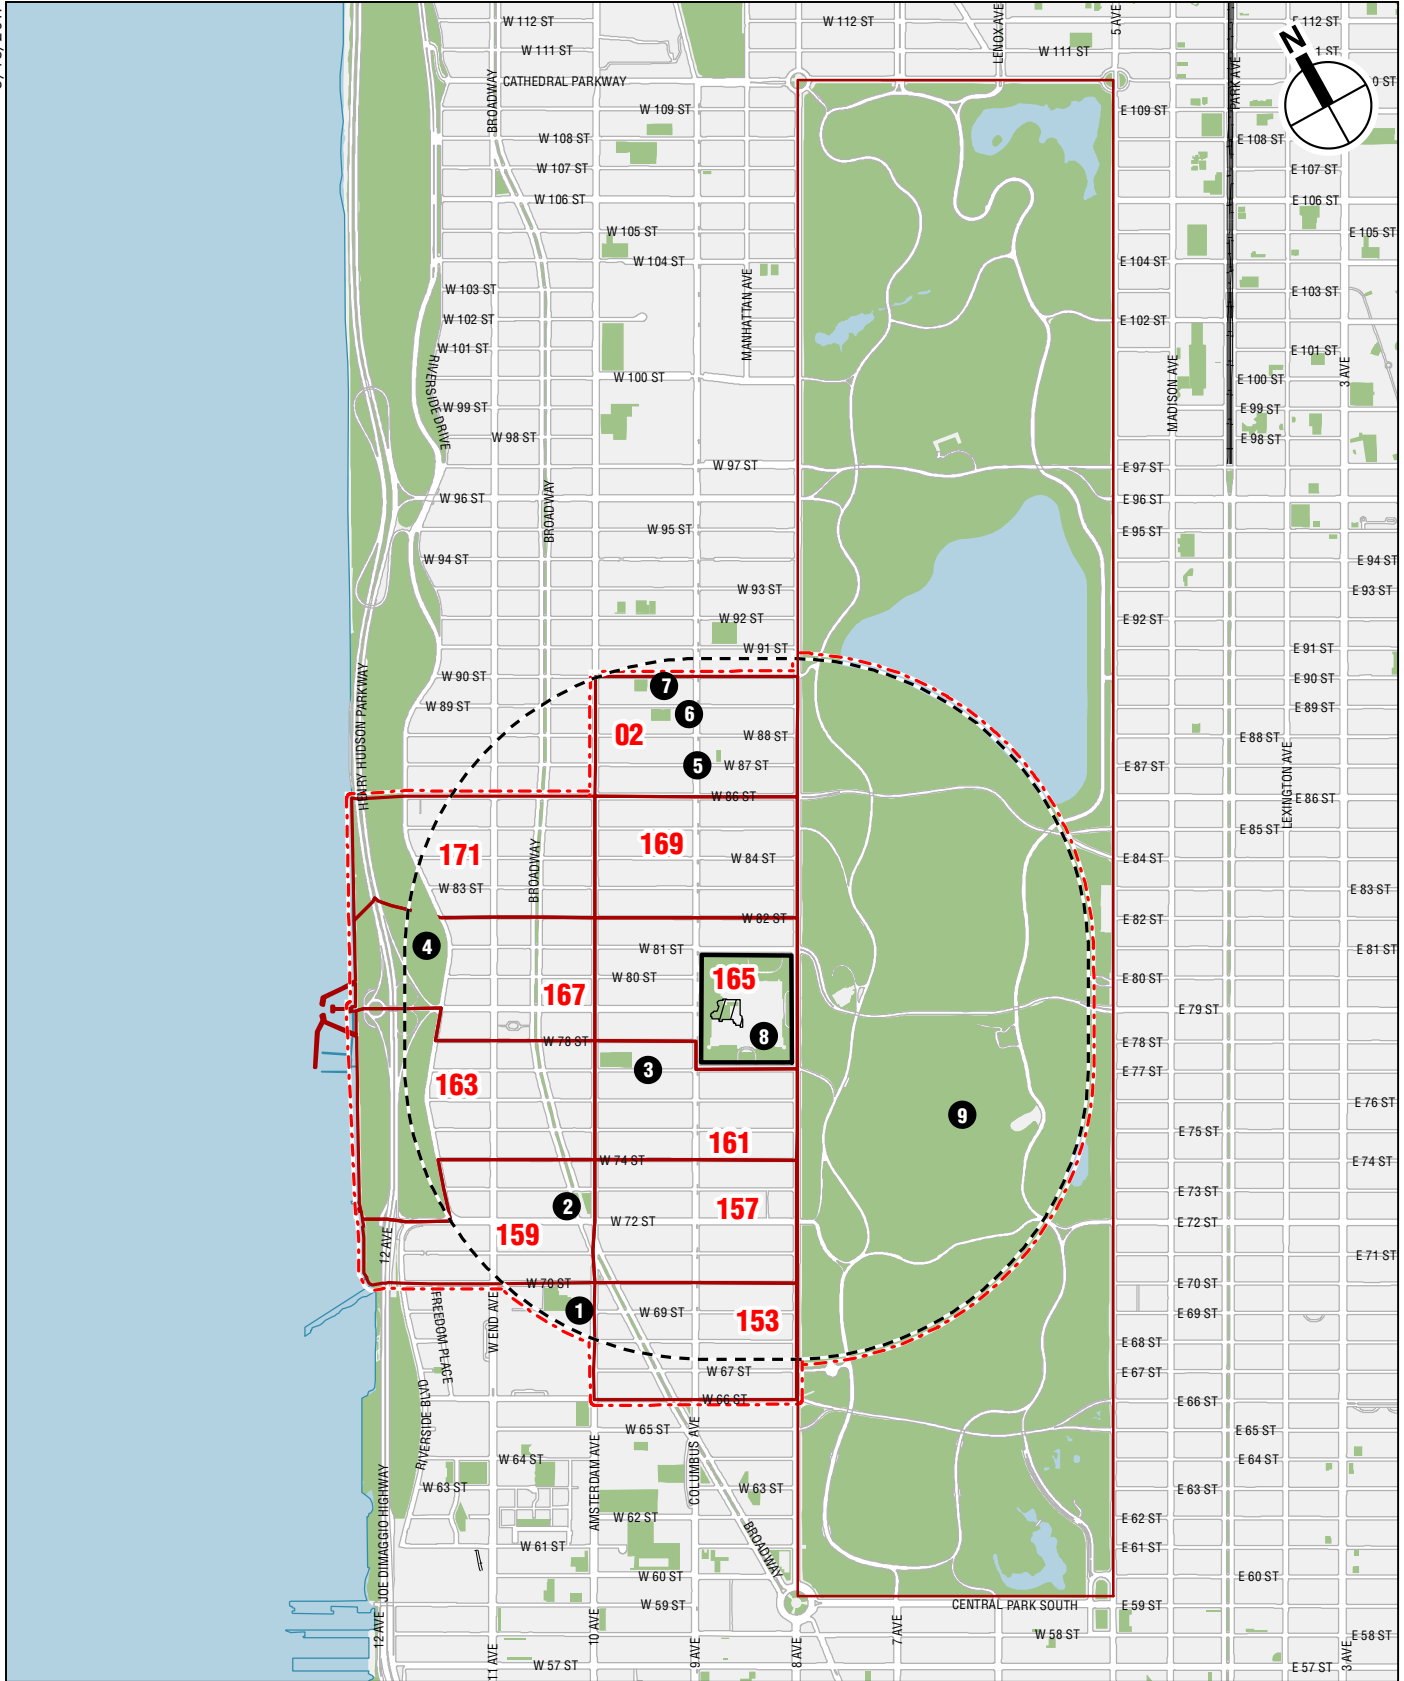 W 112 ST
W 112 ST
W 111 ST
LENOX AVE
W 111 ST
5 AVE
N
CATHEDRAL PARKWAY
BROADWAY
W 109 ST
E 109 ST
PARK AVE
W 108 ST
E 108 ST
W 107 ST
E 107 ST
W 106 ST
E 106 ST
W 105 ST
E 105 ST
W 104 ST
E 104 ST
MANHATTAN AVE
W 103 ST
E 103 ST
W 102 ST
E 102 ST
W 101 ST
E 101 ST
RIVERSIDE DRIVE
W 100 ST
E 100 ST
MADISON AVE
3 AVE
W 99 ST
E 99 ST
W 98 ST
E 98 ST
W 97 ST
E 97 ST
W 96 ST
E 96 ST
BROADWAY
W 95 ST
E 95 ST
W 94 ST
E 94 ST
W 93 ST
E 93 ST
W 92 ST
E 92 ST
W 91 ST
E 91 ST
HENRY HUDSON PARKWAY
W 90 ST
7
E 90 ST
W 89 ST
6
E 89 ST
02
W 88 ST
E 88 ST
5
W 87 ST
E 87 ST
LEXINGTON AVE
W 86 ST
E 86 ST
E 85 ST
171
169
W 84 ST
E 84 ST
BROADWAY
W 83 ST
E 83 ST
W 82 ST
E 82 ST
4
W 81 ST
E 81 ST
W 80 ST
165
E 80 ST
167
E 79 ST
8
W 78 ST
E 78 ST
3
E 77 ST
163
E 76 ST
9
161
E 75 ST
W 74 ST
E 74 ST
E 73 ST
2
157
W 72 ST
E 72 ST
159
12 AVE
E 71 ST
W 70 ST
E 70 ST
1
W 69 ST
153
E 69 ST
FREEDOM PLACE
W END AVE
E 68 ST
W 67 ST
E 67 ST
W 66 ST
E 66 ST
RIVERSIDE BLVD
W 65 ST
E 65 ST
W 64 ST
E 64 ST
AMSTERDAM AVE
COLUMBUS AVE
W 63 ST
W 63 ST
E 63 ST
JOE DIMAGGIO HIGHWAY
W 62 ST
E 62 ST
W 61 ST
BROADWAY
E 61 ST
W 60 ST
E 60 ST
W 59 ST
CENTRAL PARK SOUTH
E 59 ST
12 AVE
11 AVE
10 AVE
9 AVE
8 AVE
7 AVE
W 58 ST
E 58 ST
3 AVE
W 57 ST
E 57 ST